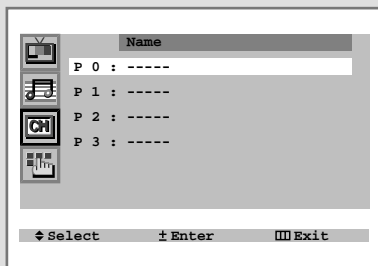 Name
P 0 : -----
P 1 : -----
P 2 : -----
P 3 : -----
CH
Select ± Enter Exit